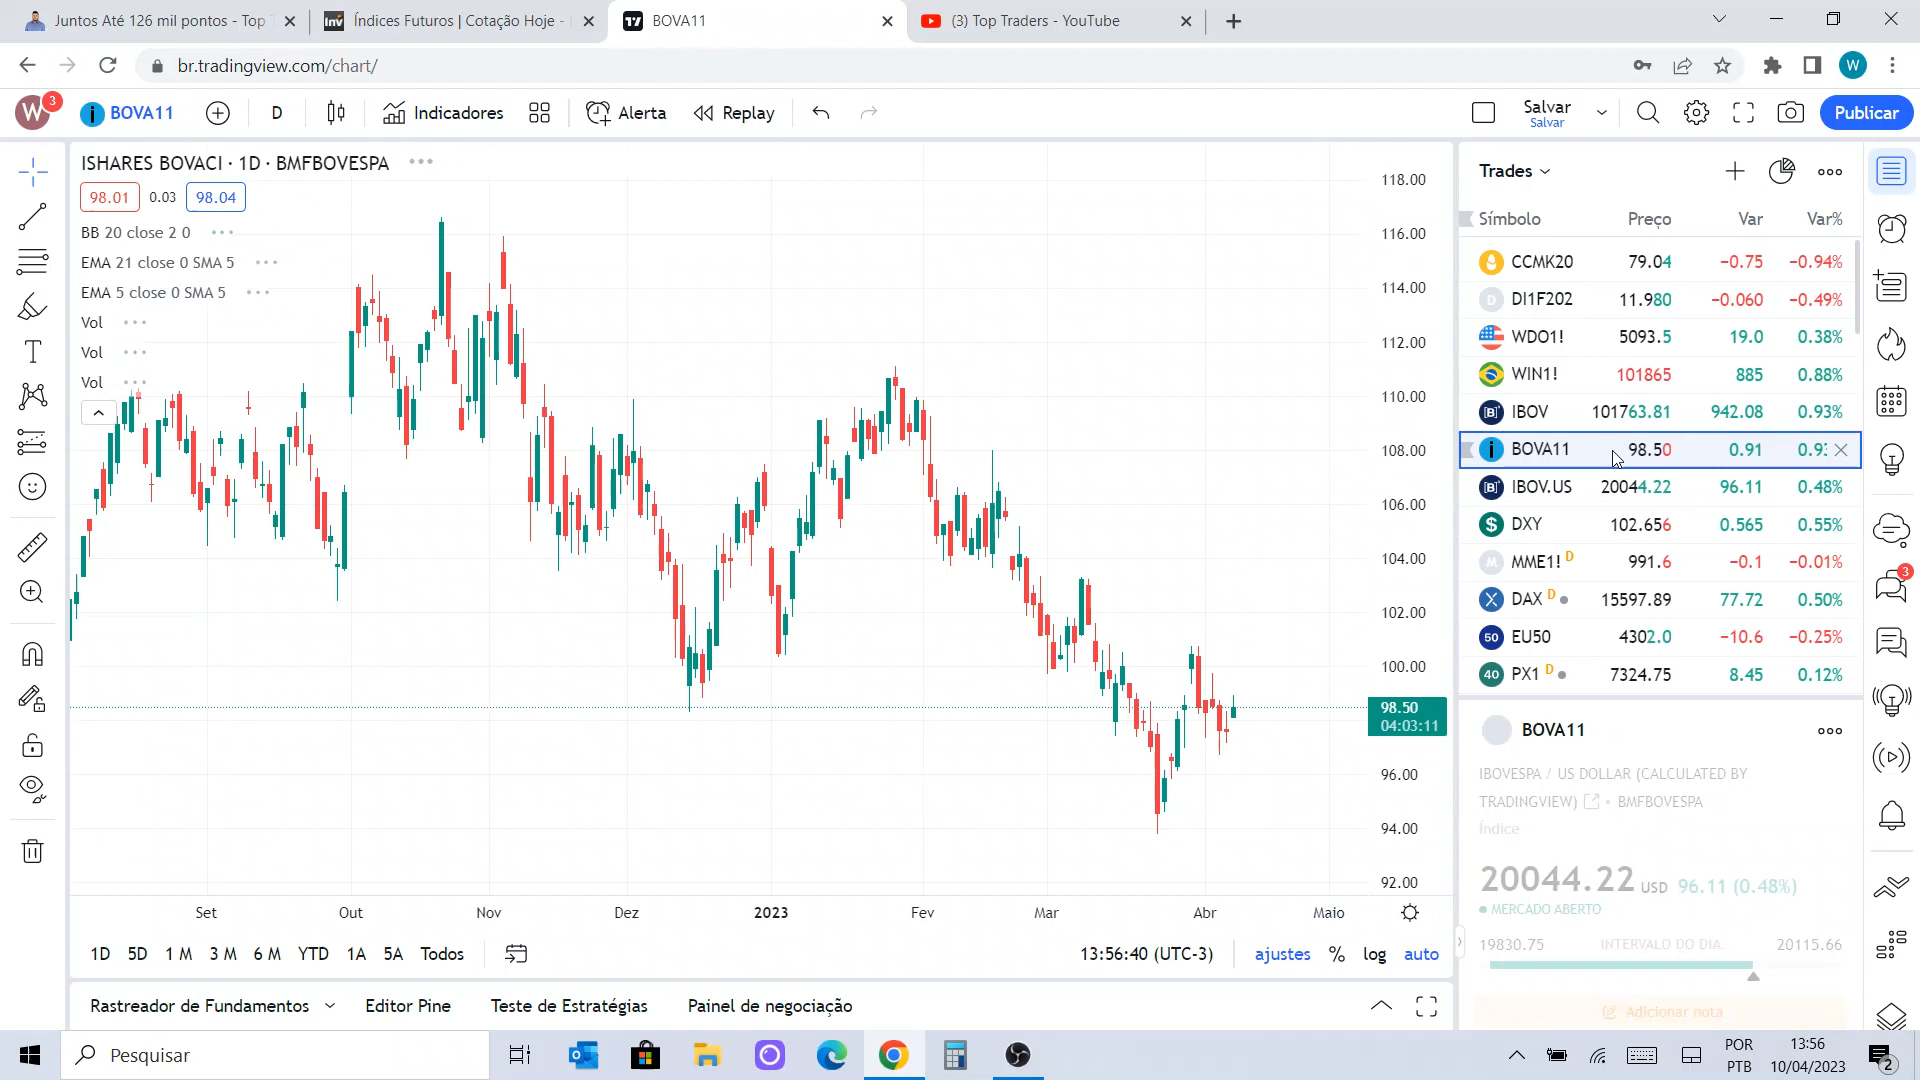 Juntos Até 126 mil pontos - Top T
Índices Futuros | Cotação Hoje -
BOVA11
(3) Top Traders - YouTube
br.tradingview.com/chart/
W
W
3
BOVA11
D
Indicadores
Alerta
Replay
Salvar
Salvar
Publicar
ISHARES BOVACI · 1D · BMFBOVESPA
98.01
0.03
98.04
BB 20 close 2 0
EMA 21 close 0 SMA 5
EMA 5 close 0 SMA 5
Vol
Vol
Vol
118.00
116.00
114.00
112.00
110.00
108.00
106.00
104.00
102.00
100.00
98.50
04:03:11
96.00
94.00
92.00
Set
Out
Nov
Dez
2023
Fev
Mar
Abr
Maio
1D 5D 1 M 3 M 6 M YTD 1A 5A Todos
13:56:40 (UTC-3)
ajustes % log auto
Rastreador de Fundamentos
Editor Pine
Teste de Estratégias
Painel de negociação
Trades
Símbolo Preço Var Var%
CCMK20 79.04 −0.75 −0.94%
DI1F202 11.980 −0.060 −0.49%
WDO1! 5093.5 19.0 0.38%
WIN1! 101865 885 0.88%
IBOV 101763.81 942.08 0.93%
BOVA11 98.50 0.91 0.93
IBOV.US 20044.22 96.11 0.48%
DXY 102.656 0.565 0.55%
MME1! D 991.6 −0.1 −0.01%
DAX D 15597.89 77.72 0.50%
EU50 4302.0 −10.6 −0.25%
PX1 D 7324.75 8.45 0.12%
3
BOVA11
IBOVESPA / US DOLLAR (CALCULATED BY
TRADINGVIEW) • BMFBOVESPA
Índice
20044.22 USD 96.11 (0.48%)
MERCADO ABERTO
19830.75 INTERVALO DO DIA 20115.66
Adicionar nota
Pesquisar
POR
PTB
13:56
10/04/2023
2